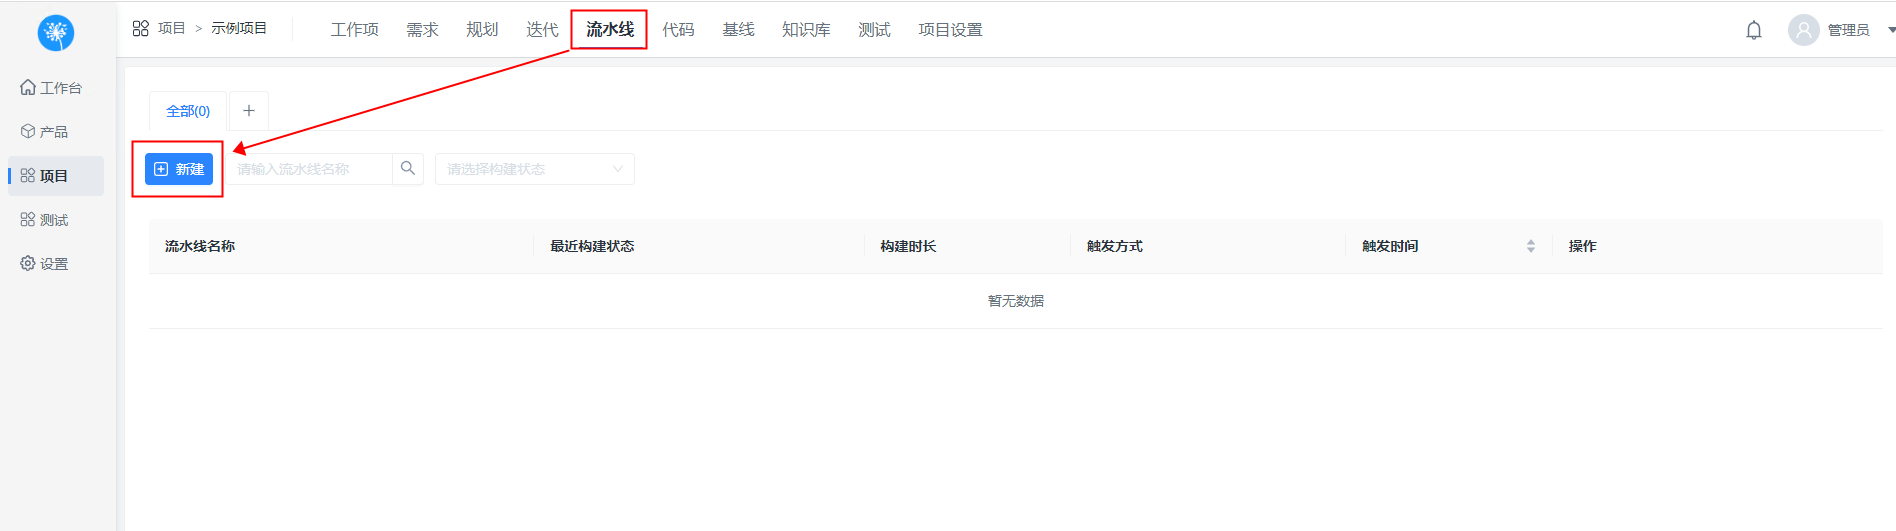 项目 > 示例项目 工作项 需求 规划 迭代 流水线 代码 基线 知识库 测试 项目设置 管理员
工作台
产品
项目
测试
设置
全部(0) +
新建 请输入流水线名称 请选择构建状态
流水线名称 最近构建状态 构建时长 触发方式 触发时间 操作
暂无数据